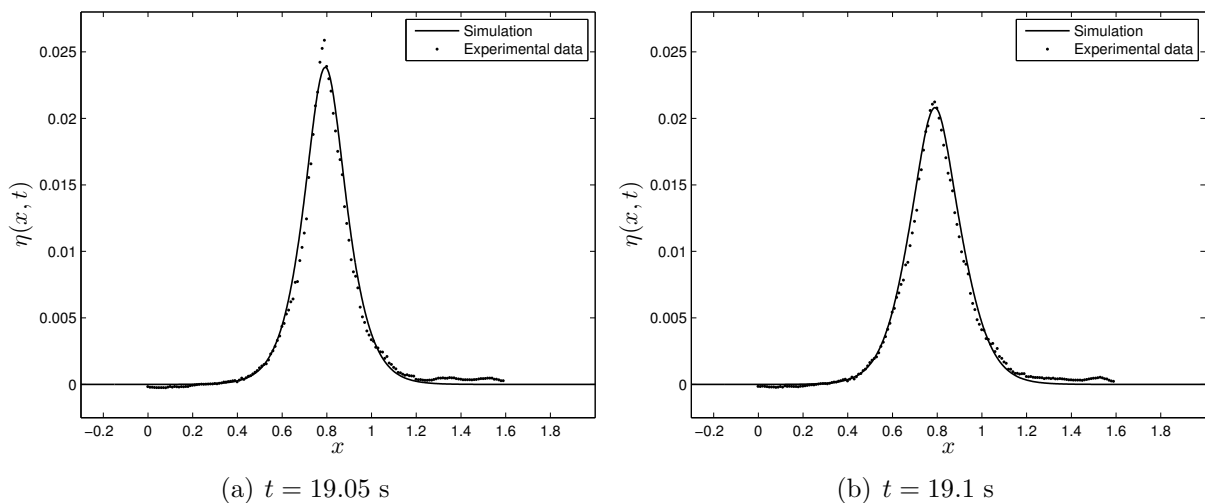 Simulation
Experimental data
0.025
0.02
0.015
0.01
0.005
0
η(x, t)
−0.2 0 0.2 0.4 0.6 0.8 1 1.2 1.4 1.6 1.8
x
(a) t = 19.05 s
Simulation
Experimental data
0.025
0.02
0.015
0.01
0.005
0
η(x, t)
−0.2 0 0.2 0.4 0.6 0.8 1 1.2 1.4 1.6 1.8
x
(b) t = 19.1 s